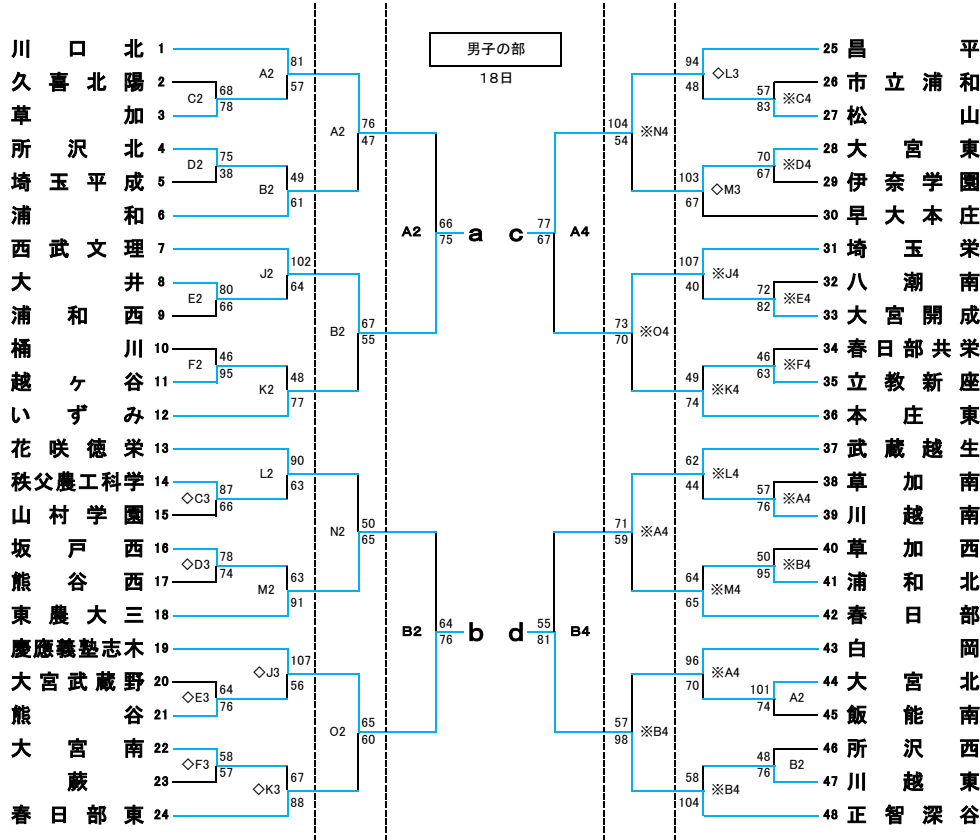 男子の部
18日
川口北 1
久喜北陽 2
草加 3
所沢北 4
埼玉平成 5
浦和 6
西武文理 7
大井 8
浦和西 9
桶川 10
越ヶ谷 11
いずみ 12
花咲徳栄 13
秩父農工科学 14
山村学園 15
坂戸西 16
熊谷西 17
東農大三 18
慶應義塾志木 19
大宮武蔵野 20
熊谷 21
大宮南 22
蕨 23
春日部東 24
C2 68 78
D2 75 38
E2 80 66
F2 46 95
◇C3 87 66
◇D3 78 74
◇E3 64 76
◇F3 58 57
A2 81 57
B2 49 61
J2 102 64
K2 48 77
L2 90 63
M2 63 91
◇J3 107 56
◇K3 67 88
A2 76 47
B2 67 55
N2 50 65
O2 65 60
A2 66 75 a
B2 64 76 b
c 77 67 A4
d 55 81 B4
104 54 ※N4
73 70 ※O4
71 59 ※A4
57 98 ※B4
94 48 ◇L3
103 67 ◇M3
107 40 ※J4
49 74 ※K4
62 44 ※L4
64 65 ※M4
96 70 ※A4
58 104 ※B4
57 83 ※C4
70 67 ※D4
72 82 ※E4
46 63 ※F4
57 76 ※A4
50 95 ※B4
101 74 A2
48 76 B2
25 昌平
26 市立浦和
27 松山
28 大宮東
29 伊奈学園
30 早大本庄
31 埼玉栄
32 八潮南
33 大宮開成
34 春日部共栄
35 立教新座
36 本庄東
37 武蔵越生
38 草加南
39 川越南
40 草加西
41 浦和北
42 春日部
43 白岡
44 大宮北
45 飯能南
46 所沢西
47 川越東
48 正智深谷